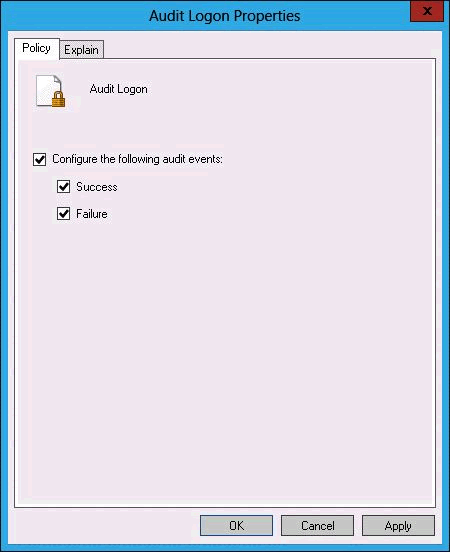 Audit Logon Properties
x
Policy
Explain
Audit Logon
Configure the following audit events:
Success
Failure
OK
Cancel
Apply